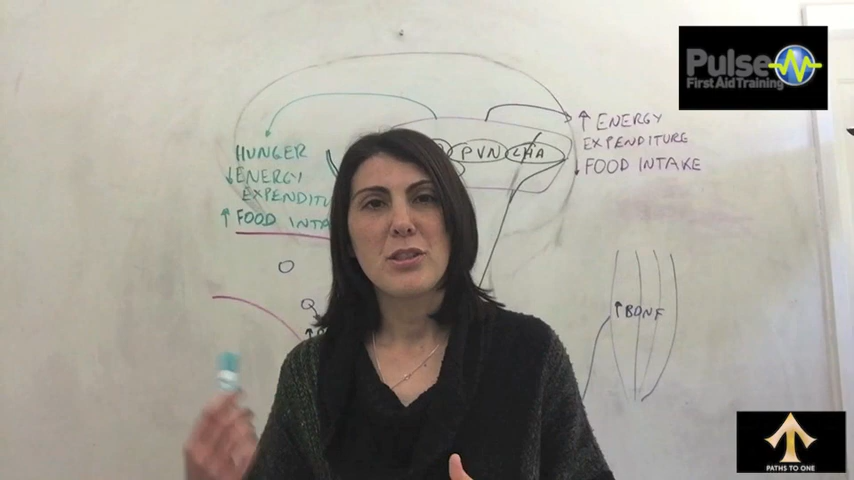 Pulse
First Aid Training
↑ ENERGY
EXPENDITURE
↓ FOOD INTAKE
PVN LHA
HUNGER
↓ENERGY
EXPENDITU
↑ FOOD INTA
↑BDNF
PATHS TO ONE